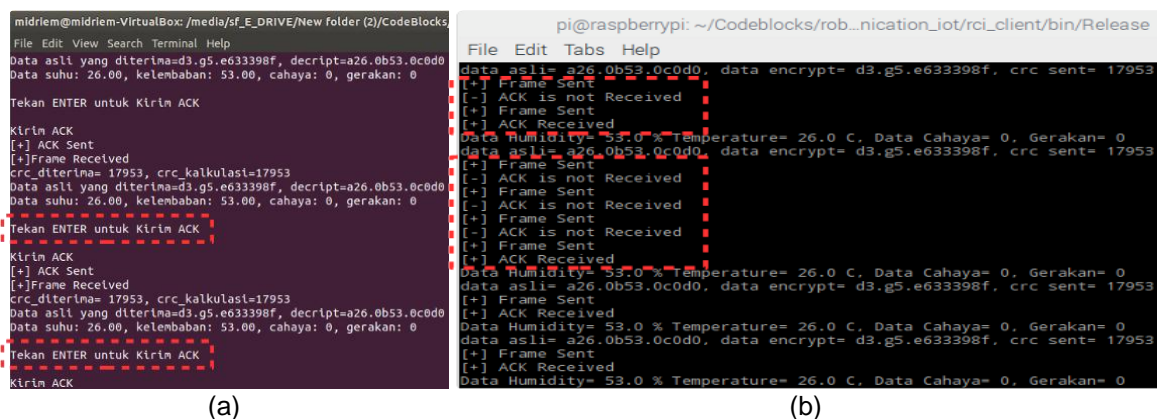 midriem@midriem-VirtualBox: /media/sf_E_DRIVE/New folder (2)/CodeBlocks/
File Edit View Search Terminal Help
Data asli yang diterima=d3.g5.e633398f, decript=a26.0b53.0c0d0
Data suhu: 26.00, kelembaban: 53.00, cahaya: 0, gerakan: 0
Tekan ENTER untuk Kirim ACK
Kirim ACK
[+] ACK Sent
[+]Frame Received
crc_diterima= 17953, crc_kalkulasi=17953
Data asli yang diterima=d3.g5.e633398f, decript=a26.0b53.0c0d0
Data suhu: 26.00, kelembaban: 53.00, cahaya: 0, gerakan: 0
Tekan ENTER untuk Kirim ACK
Kirim ACK
[+] ACK Sent
[+]Frame Received
crc_diterima= 17953, crc_kalkulasi=17953
Data asli yang diterima=d3.g5.e633398f, decript=a26.0b53.0c0d0
Data suhu: 26.00, kelembaban: 53.00, cahaya: 0, gerakan: 0
Tekan ENTER untuk Kirim ACK
Kirim ACK
(a)
pi@raspberrypi: ~/Codeblocks/rob...nication_iot/rci_client/bin/Release
File Edit Tabs Help
data asli= a26.0b53.0c0d0, data encrypt= d3.g5.e633398f, crc sent= 17953
[+] Frame Sent
[-] ACK is not Received
[+] Frame Sent
[+] ACK Received
Data Humidity= 53.0 % Temperature= 26.0 C, Data Cahaya= 0, Gerakan= 0
data asli= a26.0b53.0c0d0, data encrypt= d3.g5.e633398f, crc sent= 17953
[+] Frame Sent
[-] ACK is not Received
[+] Frame Sent
[-] ACK is not Received
[+] Frame Sent
[-] ACK is not Received
[+] Frame Sent
[+] ACK Received
Data Humidity= 53.0 % Temperature= 26.0 C, Data Cahaya= 0, Gerakan= 0
data asli= a26.0b53.0c0d0, data encrypt= d3.g5.e633398f, crc sent= 17953
[+] Frame Sent
[+] ACK Received
Data Humidity= 53.0 % Temperature= 26.0 C, Data Cahaya= 0, Gerakan= 0
data asli= a26.0b53.0c0d0, data encrypt= d3.g5.e633398f, crc sent= 17953
[+] Frame Sent
[+] ACK Received
Data Humidity= 53.0 % Temperature= 26.0 C, Data Cahaya= 0, Gerakan= 0
(b)